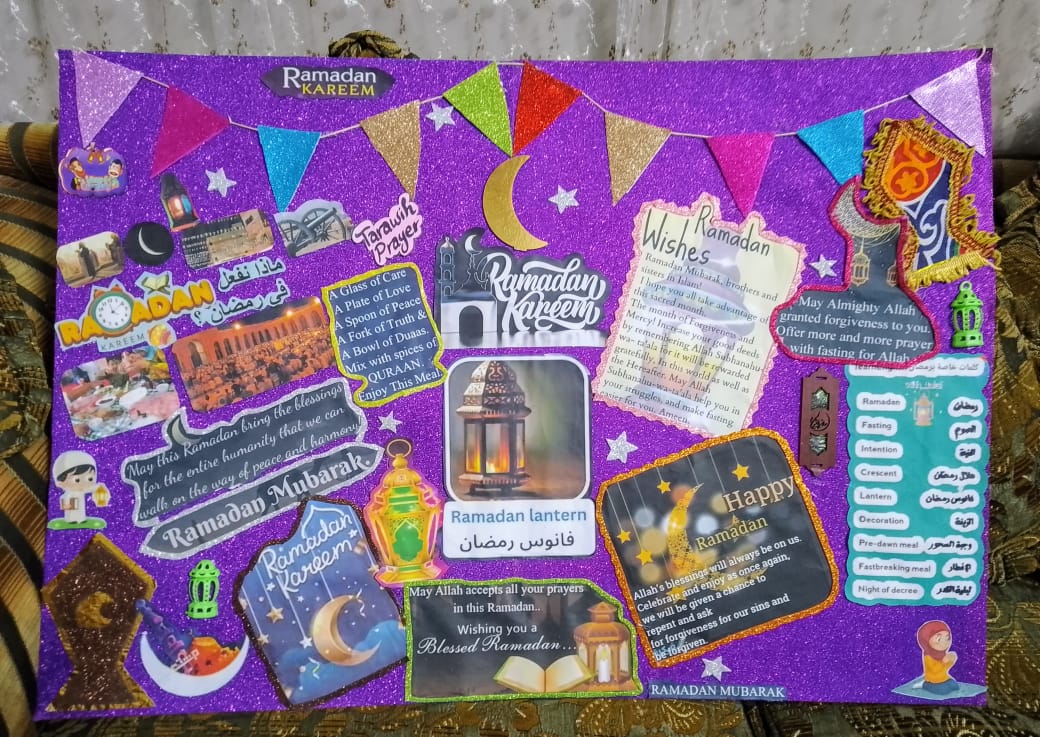 Ramadan
KAREEM
Tarawih
Prayer
ماذا نفعل
في رمضان؟
RAMADAN
KAREEM
A Glass of Care
A Plate of Love
A Spoon of Peace
A Fork of Truth &
A Bowl of Duaas.
Mix with spices of
QURAAN,
Enjoy This Meal
Ramadan
Kareem
Ramadan
Wishes
Ramadan Mubarak, brothers and
sisters in Islam!
I hope you all take advantage of
this sacred month.
The month of Forgiveness and
Mercy! Increase your good deed,
by remembering Allah Subhanahu-
wa-ta'ala for it will be rewarded
gratefully. In this world as well as
the Hereafter. May Allah
Subhanahu-wa-ta'ala help you in
your struggles, and make fasting
easier for you. Ameen.
May Almighty Allah
granted forgiveness to you.
Offer more and more prayer
with fasting for Allah
كلمات خاصة برمضان
Ramadan رمضان
Fasting الصوم
Intention النية
Crescent هلال رمضان
Lantern فانوس رمضان
Decoration الزينة
Pre-dawn meal وجبة السحور
Fastbreaking meal الإفطار
Night of decree ليلة القدر
May this Ramadan bring the blessings
for the entire humanity that we can
walk on the way of peace and harmony
Ramadan Mubarak.
Ramadan lantern
فانوس رمضان
Happy
Ramadan
Allah's blessings will always be on us.
Celebrate and enjoy as once again,
we will be given a chance to
repent and ask
for forgiveness for our sins and
be forgiven
Ramadan
Kareem
May Allah accepts all your prayers
in this Ramadan..
Wishing you a
Blessed Ramadan...
RAMADAN MUBARAK